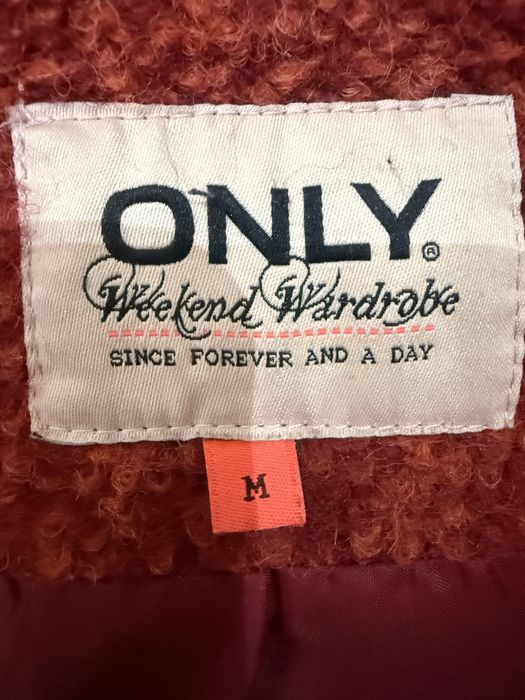 ONLY®
Weekend Wardrobe
SINCE FOREVER AND A DAY
M